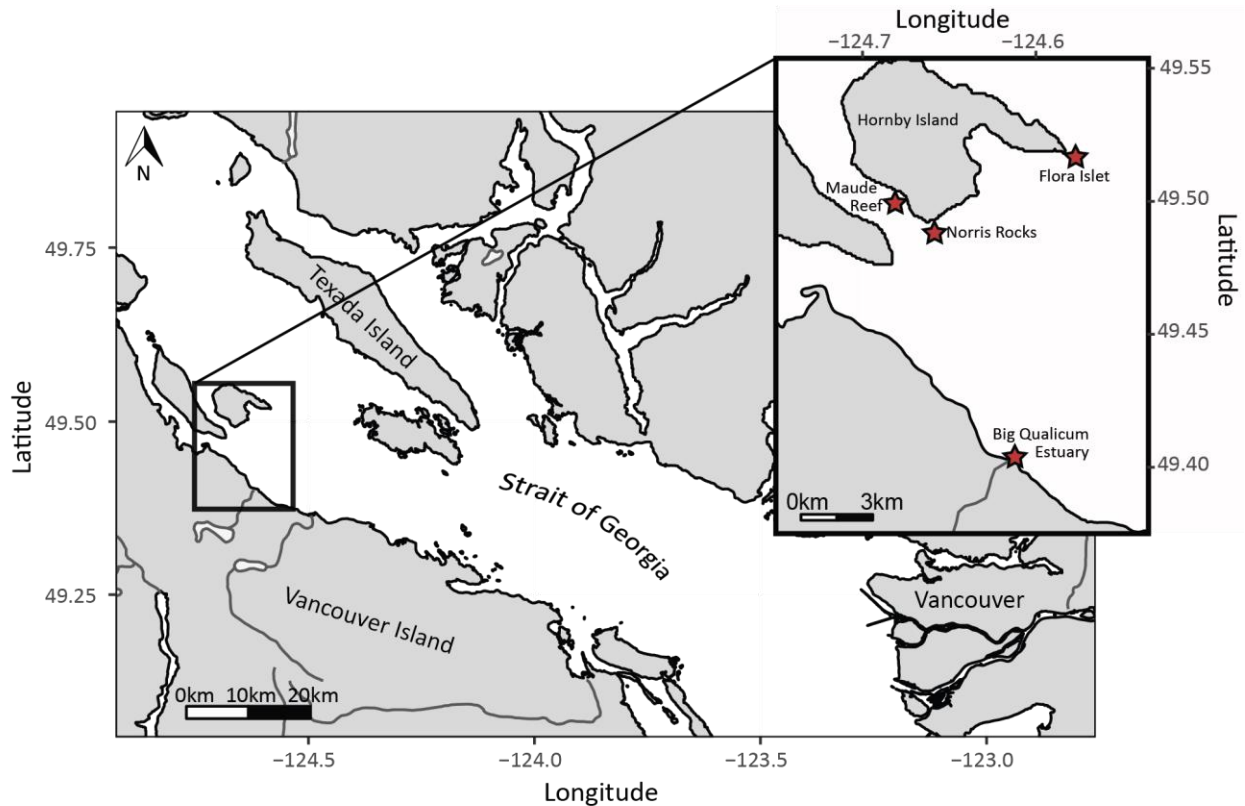 Longitude
−124.7
−124.6
49.55
Hornby Island
Flora Islet
Maude
Reef
49.50
Norris Rocks
Latitude
49.45
Big Qualicum
Estuary
49.40
0km
3km
N
49.75
Texada Island
Latitude
49.50
Strait of Georgia
49.25
Vancouver Island
Vancouver
0km
10km
20km
−124.5
−124.0
−123.5
−123.0
Longitude